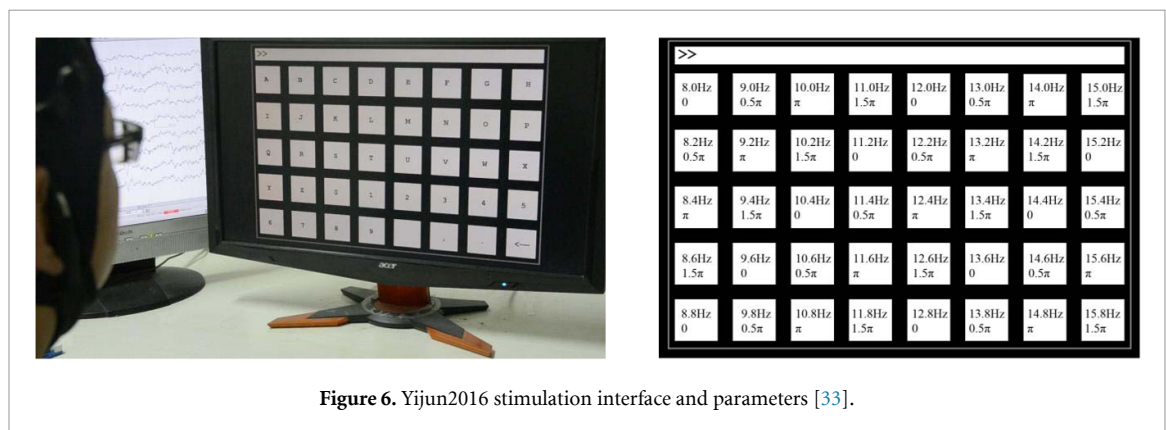 >>
A B C D E F G H
I J K L M N O P
Q R S T U V W X
Y Z 0 1 2 3 4 5
6 7 8 9 , . <—
acer
>>
8.0Hz 9.0Hz 10.0Hz 11.0Hz 12.0Hz 13.0Hz 14.0Hz 15.0Hz
0 0.5π π 1.5π 0 0.5π π 1.5π
8.2Hz 9.2Hz 10.2Hz 11.2Hz 12.2Hz 13.2Hz 14.2Hz 15.2Hz
0.5π π 1.5π 0 0.5π π 1.5π 0
8.4Hz 9.4Hz 10.4Hz 11.4Hz 12.4Hz 13.4Hz 14.4Hz 15.4Hz
π 1.5π 0 0.5π π 1.5π 0 0.5π
8.6Hz 9.6Hz 10.6Hz 11.6Hz 12.6Hz 13.6Hz 14.6Hz 15.6Hz
1.5π 0 0.5π π 1.5π 0 0.5π π
8.8Hz 9.8Hz 10.8Hz 11.8Hz 12.8Hz 13.8Hz 14.8Hz 15.8Hz
0 0.5π π 1.5π 0 0.5π π 1.5π
Figure 6. Yijun2016 stimulation interface and parameters [33].